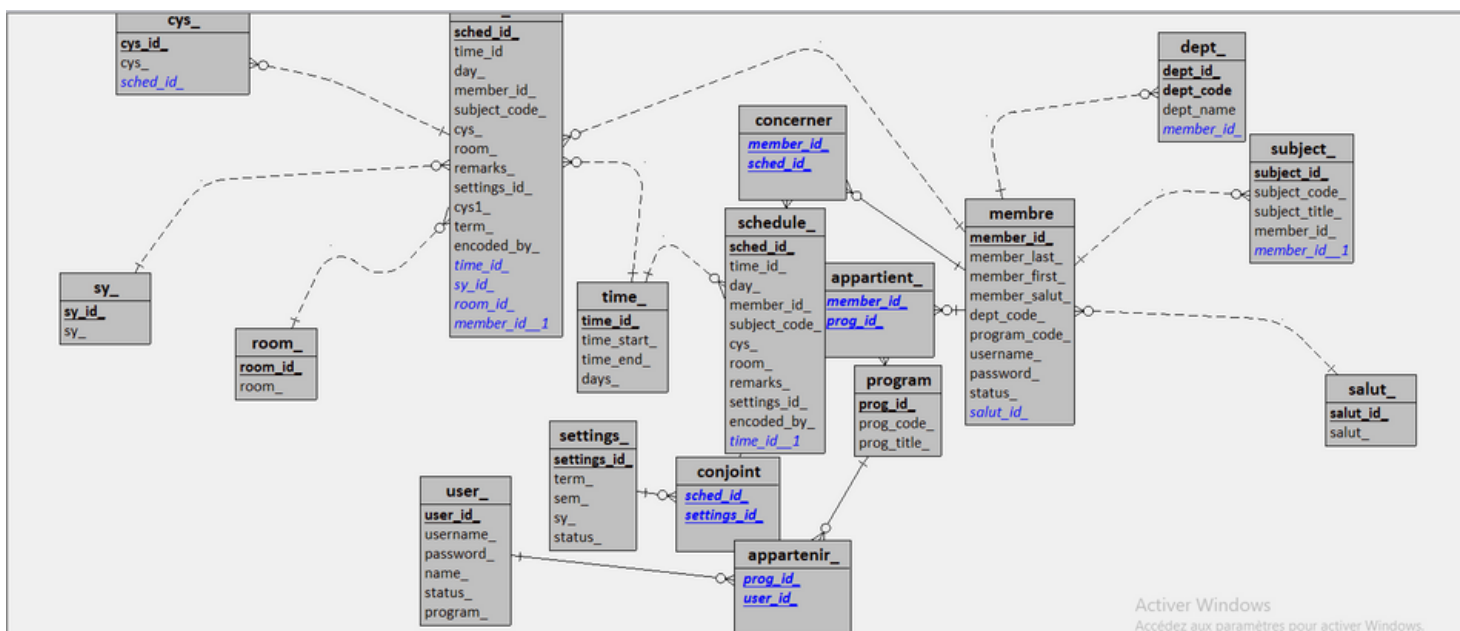 cys_
cys_id_
cys_
sched_id_
sched_id_
time_id
day_
member_id_
subject_code_
cys_
room_
remarks_
settings_id_
cys1_
term_
encoded_by_
time_id_
sy_id_
room_id_
member_id__1
sy_
sy_id_
sy_
room_
room_id_
room_
time_
time_id_
time_start_
time_end_
days_
concerner
member_id_
sched_id_
schedule_
sched_id_
time_id_
day_
member_id_
subject_code_
cys_
room_
remarks_
settings_id_
encoded_by_
time_id__1
appartient_
member_id_
prog_id_
program
prog_id_
prog_code_
prog_title_
membre
member_id_
member_last_
member_first_
member_salut_
dept_code_
program_code_
username_
password_
status_
salut_id_
dept_
dept_id_
dept_code
dept_name
member_id_
subject_
subject_id_
subject_code_
subject_title_
member_id_
member_id__1
salut_
salut_id_
salut_
settings_
settings_id_
term_
sem_
sy_
status_
conjoint
sched_id_
settings_id_
user_
user_id_
username_
password_
name_
status_
program_
appartenir_
prog_id_
user_id_
Activer Windows
Accédez aux paramètres pour activer Windows.